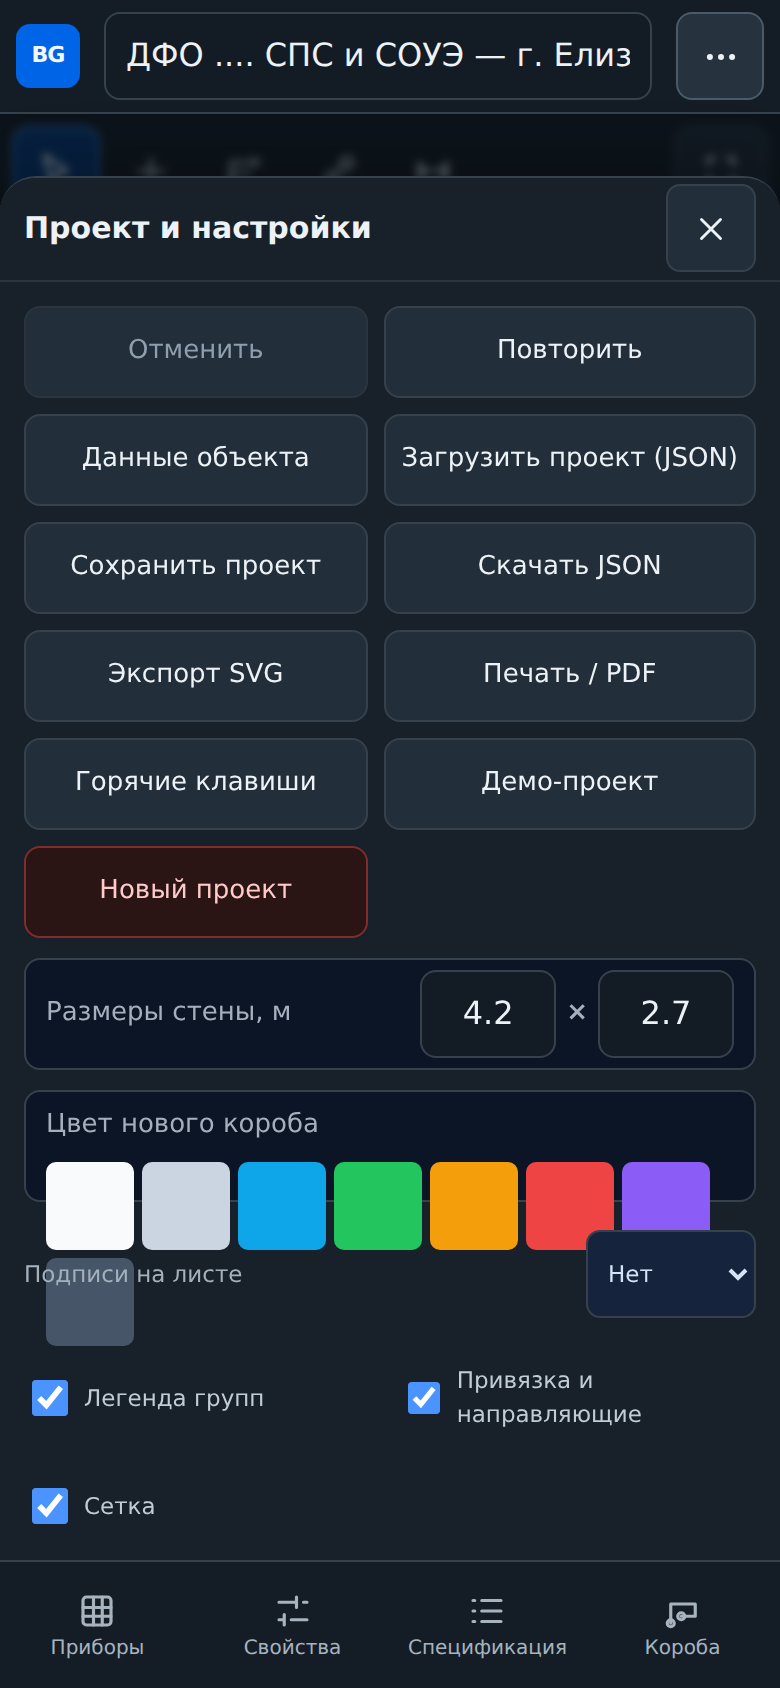 BG
ДФО .... СПС и СОУЭ — г. Елиз
Проект и настройки
Отменить
Повторить
Данные объекта
Загрузить проект (JSON)
Сохранить проект
Скачать JSON
Экспорт SVG
Печать / PDF
Горячие клавиши
Демо-проект
Новый проект
Размеры стены, м
4.2 × 2.7
Цвет нового короба
Подписи на листе
Нет
Легенда групп
Привязка и
направляющие
Сетка
Приборы
Свойства
Спецификация
Короба